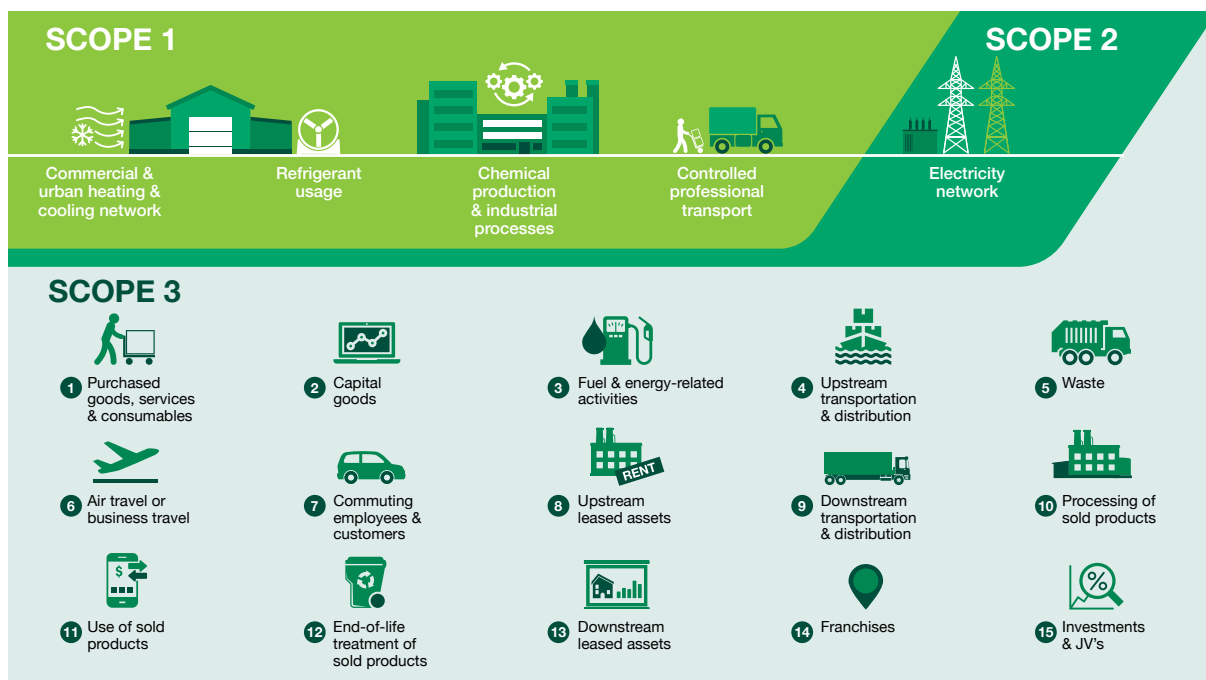 SCOPE 1
SCOPE 2
Commercial &
urban heating &
cooling network
Refrigerant
usage
Chemical
production
& industrial
processes
Controlled
professional
transport
Electricity
network
SCOPE 3
1 Purchased
goods, services
& consumables
2 Capital
goods
3 Fuel & energy-related
activities
4 Upstream
transportation
& distribution
5 Waste
6 Air travel or
business travel
7 Commuting
employees &
customers
RENT
8 Upstream
leased assets
9 Downstream
transportation
& distribution
10 Processing of
sold products
$
11 Use of sold
products
12 End-of-life
treatment of
sold products
13 Downstream
leased assets
14 Franchises
%
15 Investments
& JV's